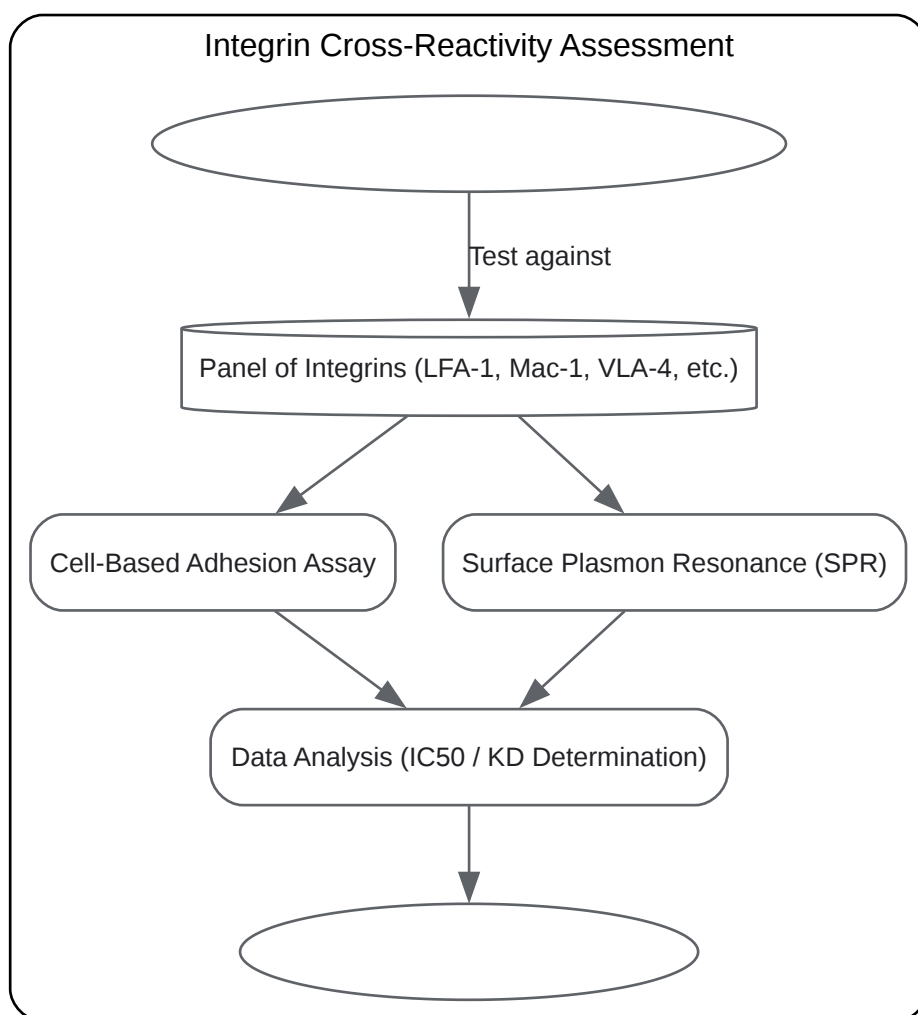 Integrin Cross-Reactivity Assessment
Test against
Panel of Integrins (LFA-1, Mac-1, VLA-4, etc.)
Cell-Based Adhesion Assay
Surface Plasmon Resonance (SPR)
Data Analysis (IC50 / KD Determination)